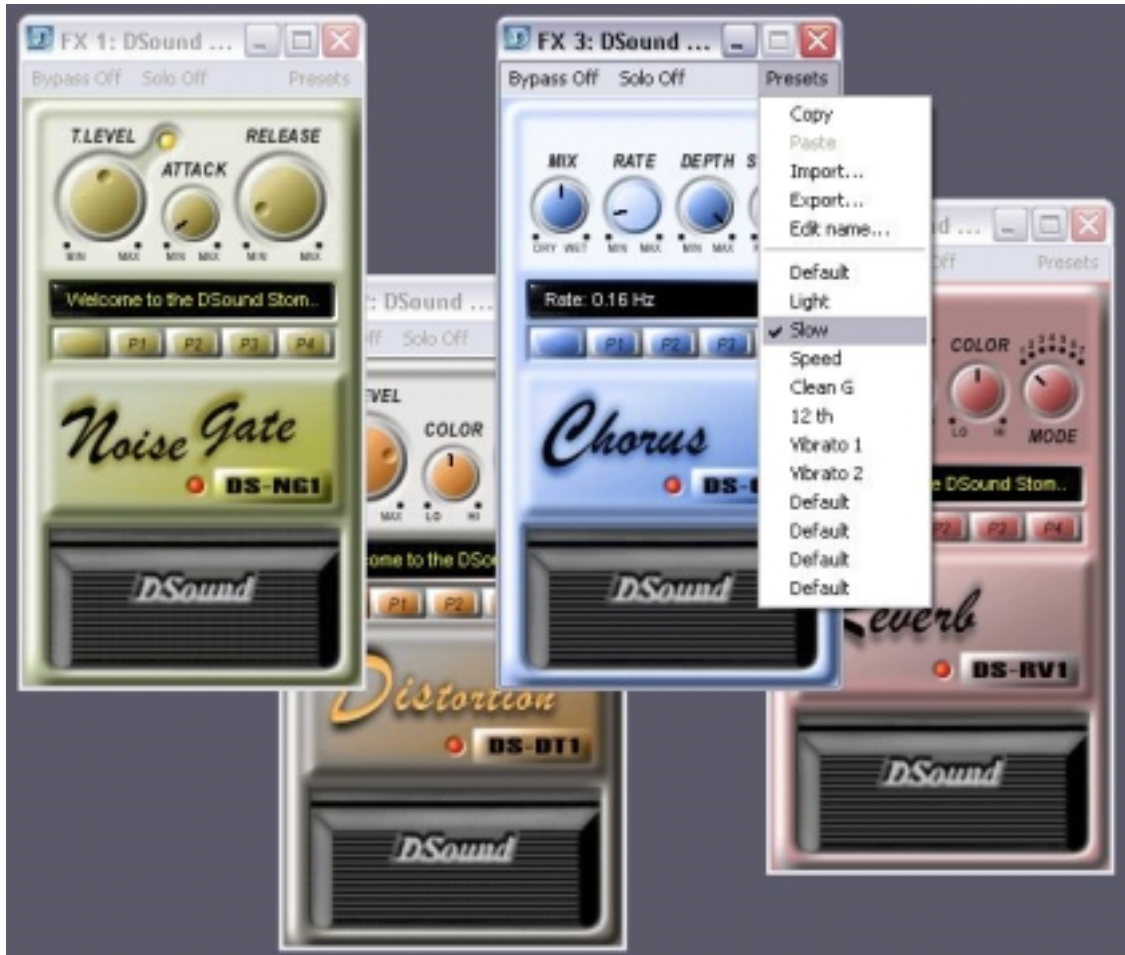 FX 1: DSound ...
Bypass Off Solo Off Presets
T.LEVEL RELEASE
ATTACK
MIN MAX MIN MAX MIN MAX
Welcome to the DSound Stom..
P1 P2 P3 P4
Noise Gate
DS-NG1
DSound
: DSound ...
Solo Off
COLOR
MAX LO HI
come to the DSo
P1 P2
Distortion
DS-DT1
DSound
FX 3: DSound ...
Bypass Off Solo Off Presets
MIX RATE DEPTH S
DRY WET MIN MAX MIN MAX
Rate: 0.16 Hz
P1 P2 P3
Chorus
DS-
DSound
Copy
Paste
Import...
Export...
Edit name...
Default
Light
Slow
Speed
Clean G
12 th
Vibrato 1
Vibrato 2
Default
Default
Default
Default
Presets
COLOR
LO HI MODE
e DSound Stom..
P2 P3 P4
Reverb
DS-RV1
DSound